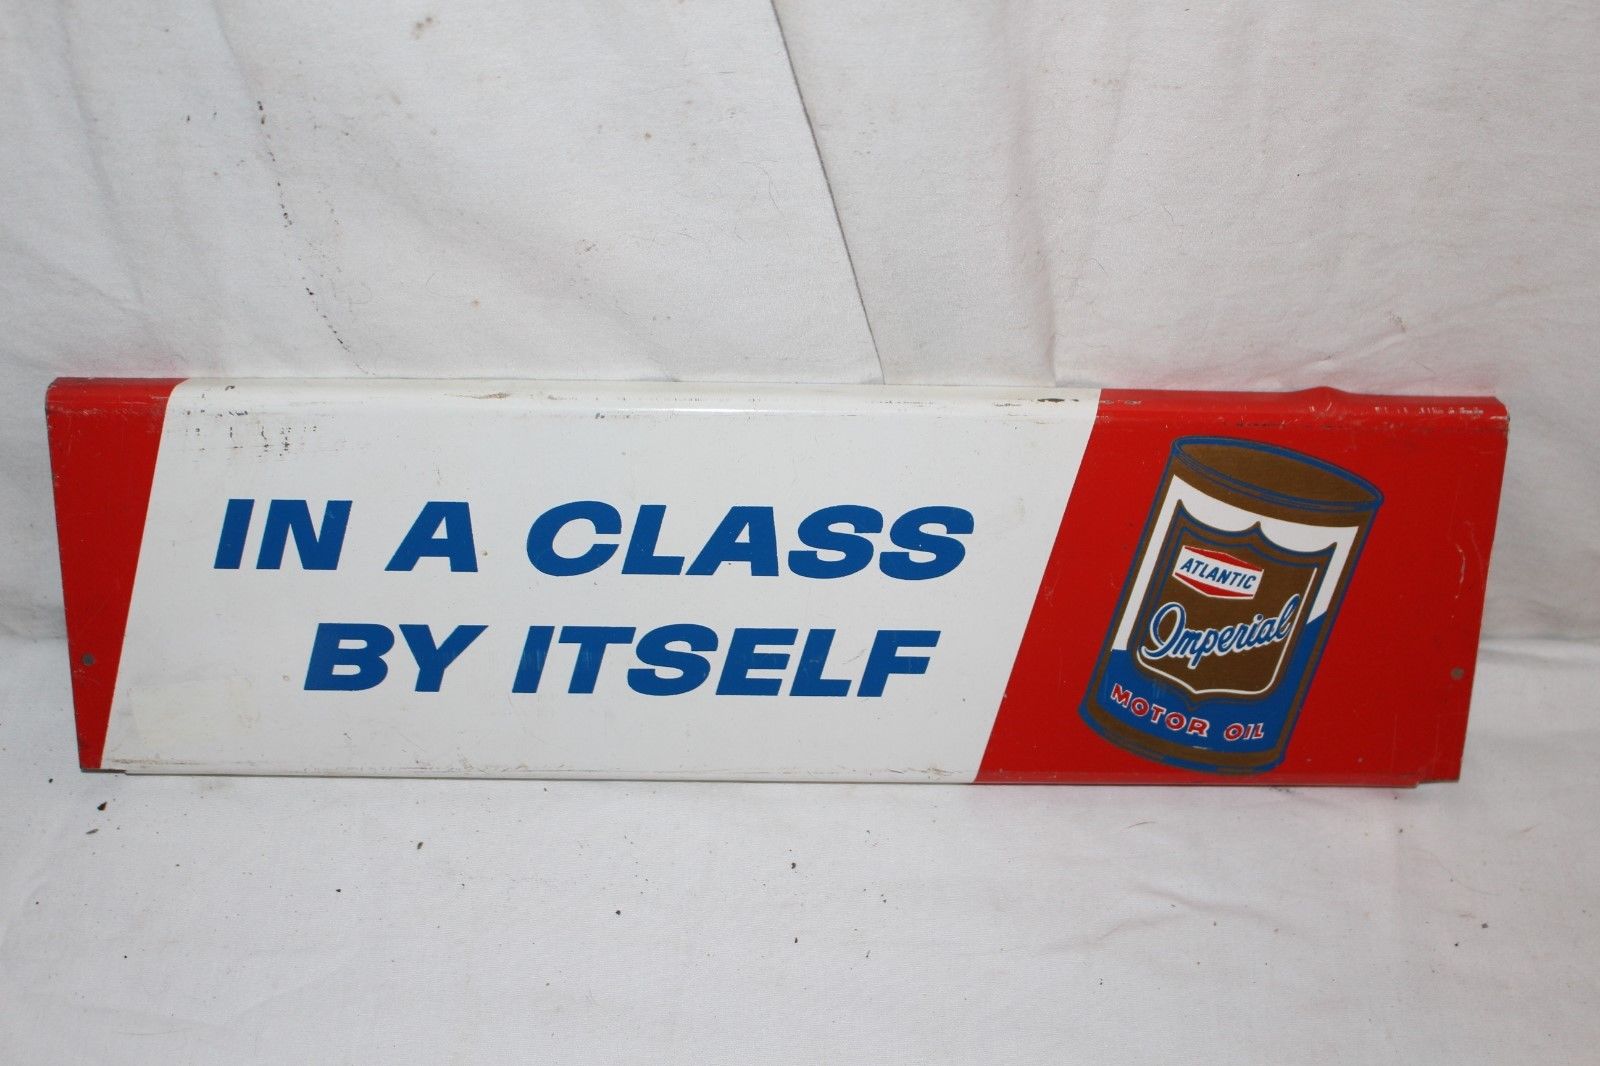 IN A CLASS
BY ITSELF
ATLANTIC
Imperial
MOTOR OIL